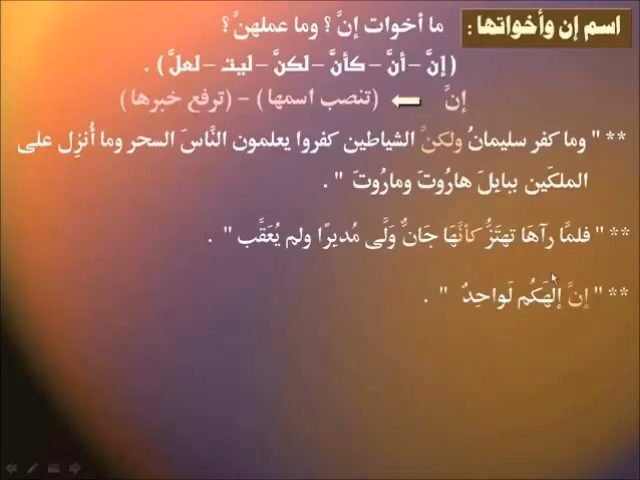 اسم إن وأخواتها :
ما أخوات إنَّ ؟ وما عملهنَّ ؟
( إنَّ – أنَّ – كأنَّ – لكنَّ – ليت – لعلَّ ) .
إنَّ (تنصب اسمها) – (ترفع خبرها)
** " وما كفر سليمانُ ولكنَّ الشياطين كفروا يعلمون النَّاسَ السحر وما أُنزِل على
الملكَين ببابلَ هارُوتَ ومارُوتَ " .
** " فلمَّا رآهَا تهتَزُّ كأنَّهَا جَانٌّ وَلَّى مُدبِرًا ولم يُعَقَّب " .
** " إنَّ إلَهَكُم لَواحِدٌ " .